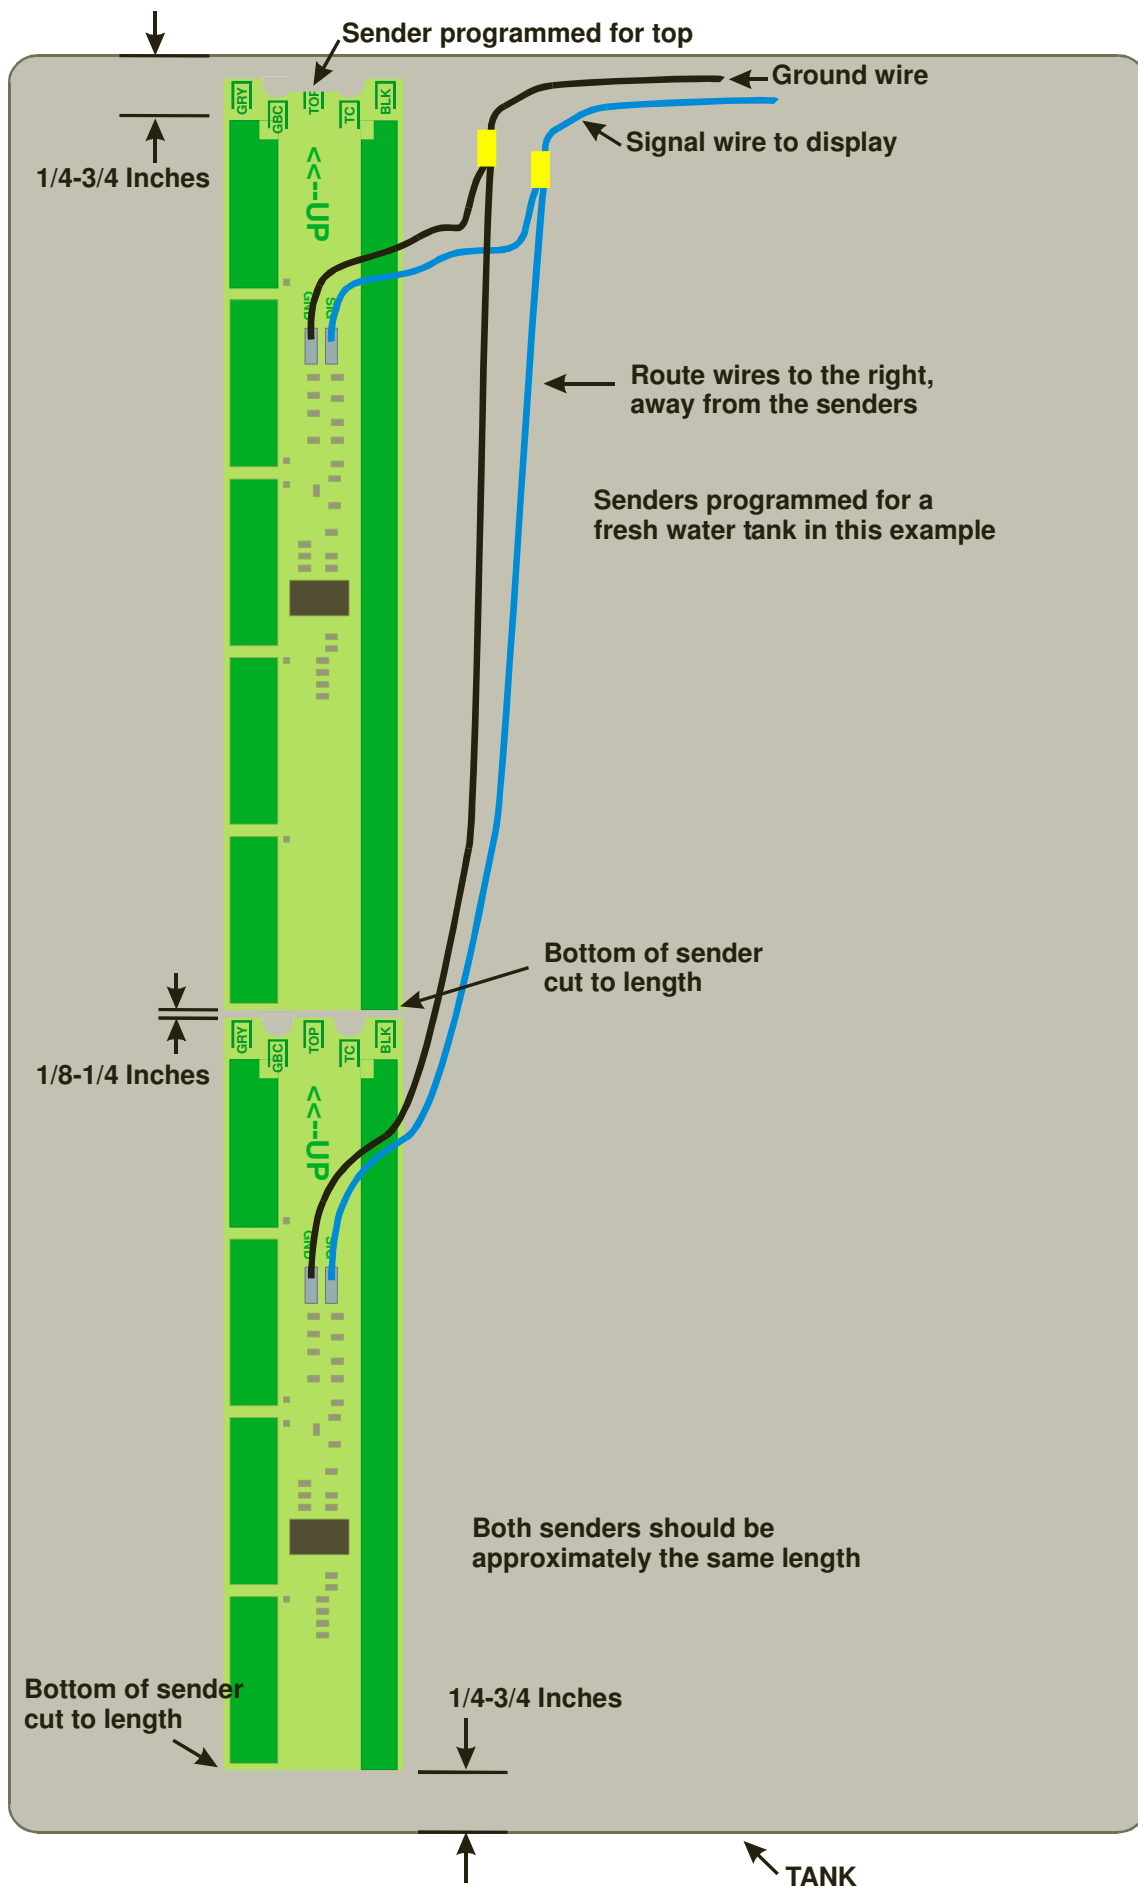 Sender programmed for top
Ground wire
Signal wire to display
1/4-3/4 Inches
GRY
GBC
TOP
TC
BLK
<<--UP
GND
SIG
Route wires to the right,
away from the senders
Senders programmed for a
fresh water tank in this example
Bottom of sender
cut to length
1/8-1/4 Inches
GRY
GBC
TOP
TC
BLK
<<--UP
GND
SIG
Both senders should be
approximately the same length
Bottom of sender
cut to length
1/4-3/4 Inches
TANK